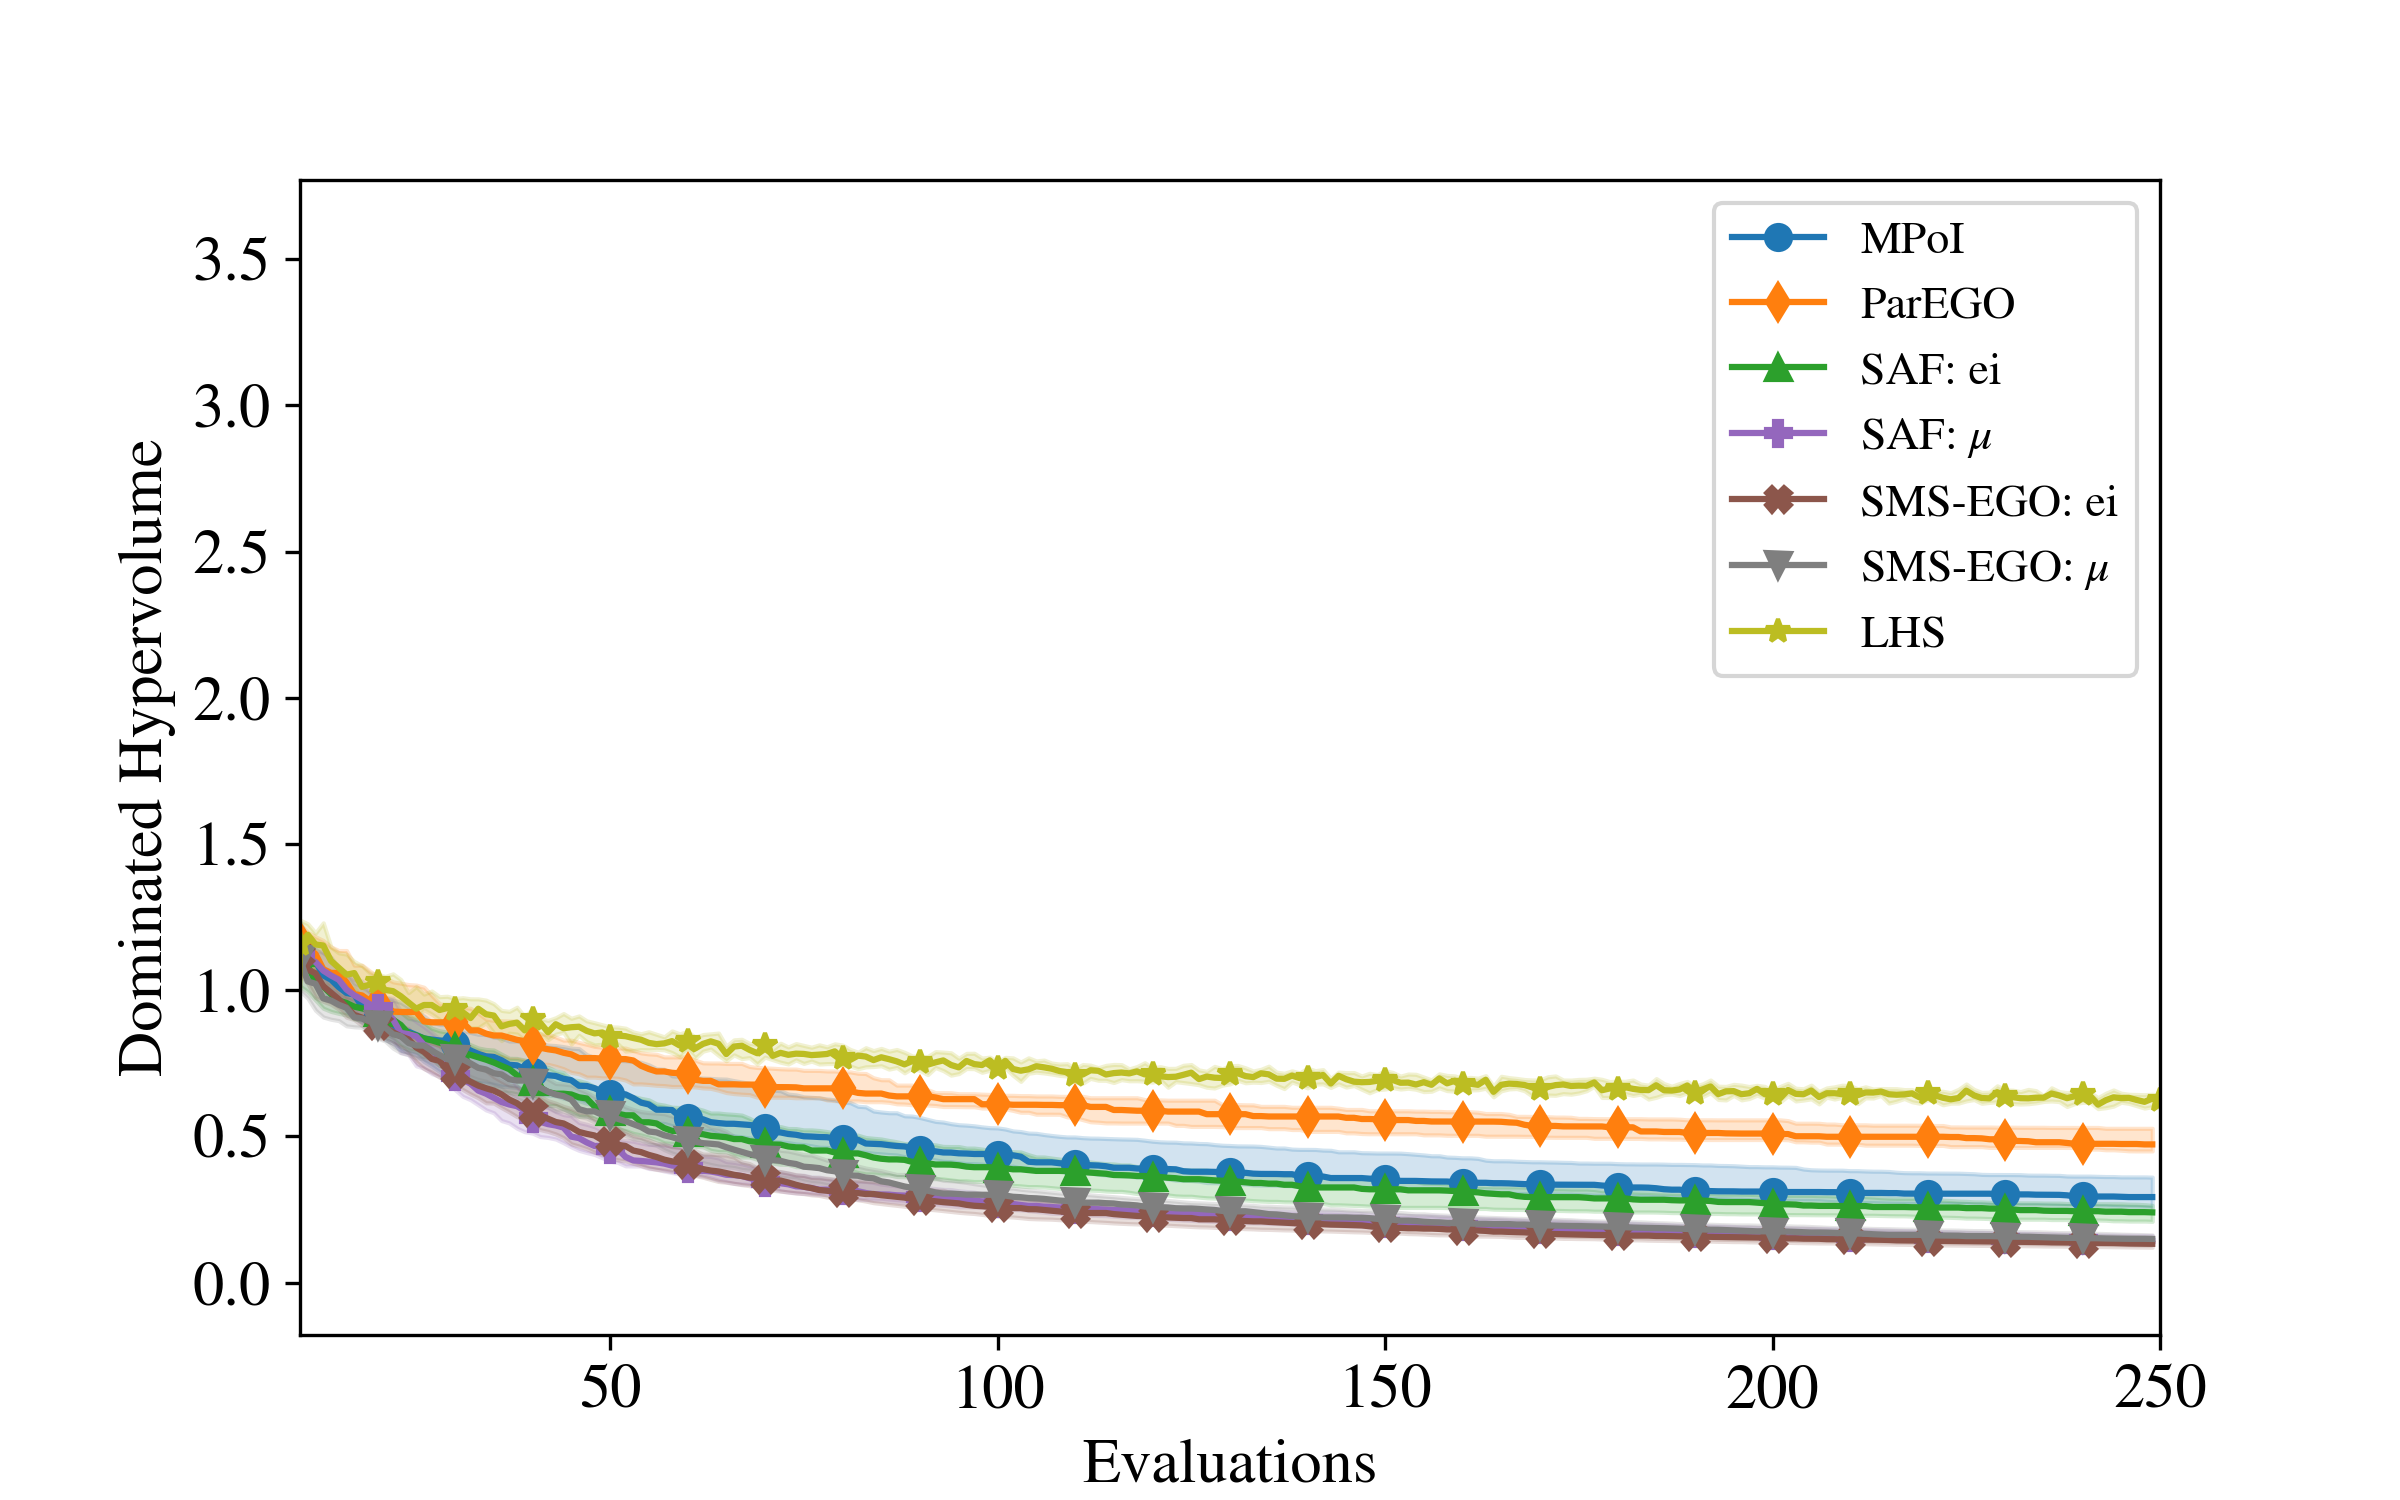 Dominated Hypervolume
3.5
3.0
2.5
2.0
1.5
1.0
0.5
0.0
MPoI
ParEGO
SAF: ei
SAF: μ
SMS-EGO: ei
SMS-EGO: μ
LHS
50
100
150
200
250
Evaluations